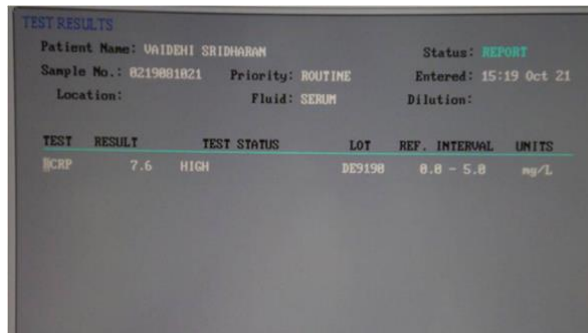 TEST RESULTS
Patient Name: VAIDEHI SRIDHARAN Status: REPORT
Sample No.: 0219081021 Priority: ROUTINE Entered: 15:19 Oct 21
Location: Fluid: SERUM Dilution:
TEST RESULT TEST STATUS LOT REF. INTERVAL UNITS
CRP 7.6 HIGH DE9190 0.0 - 5.0 mg/L